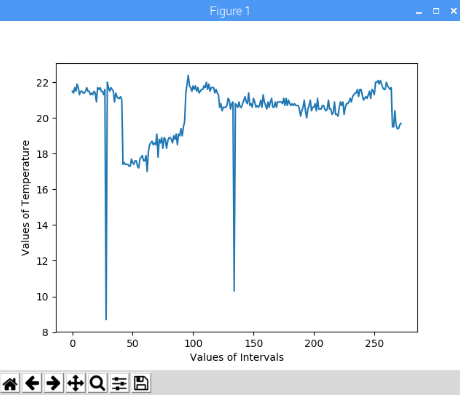 Figure 1
22
20
18
16
14
12
10
8
Values of Temperature
0 50 100 150 200 250
Values of Intervals